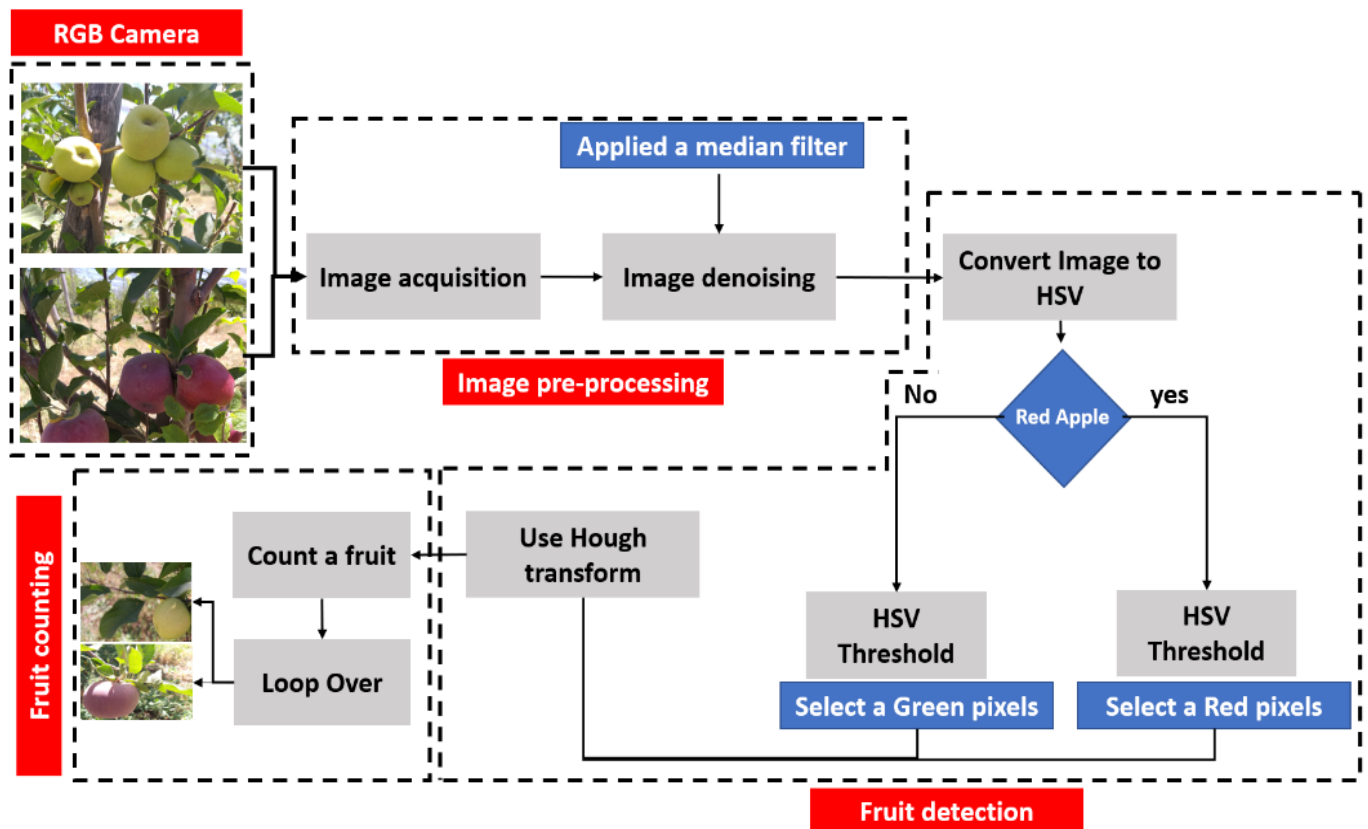 RGB Camera
Applied a median filter
Image acquisition
Image denoising
Image pre-processing
Convert Image to
HSV
Red Apple
No
yes
HSV
Threshold
Select a Green pixels
HSV
Threshold
Select a Red pixels
Use Hough
transform
Fruit detection
Count a fruit
Loop Over
Fruit counting